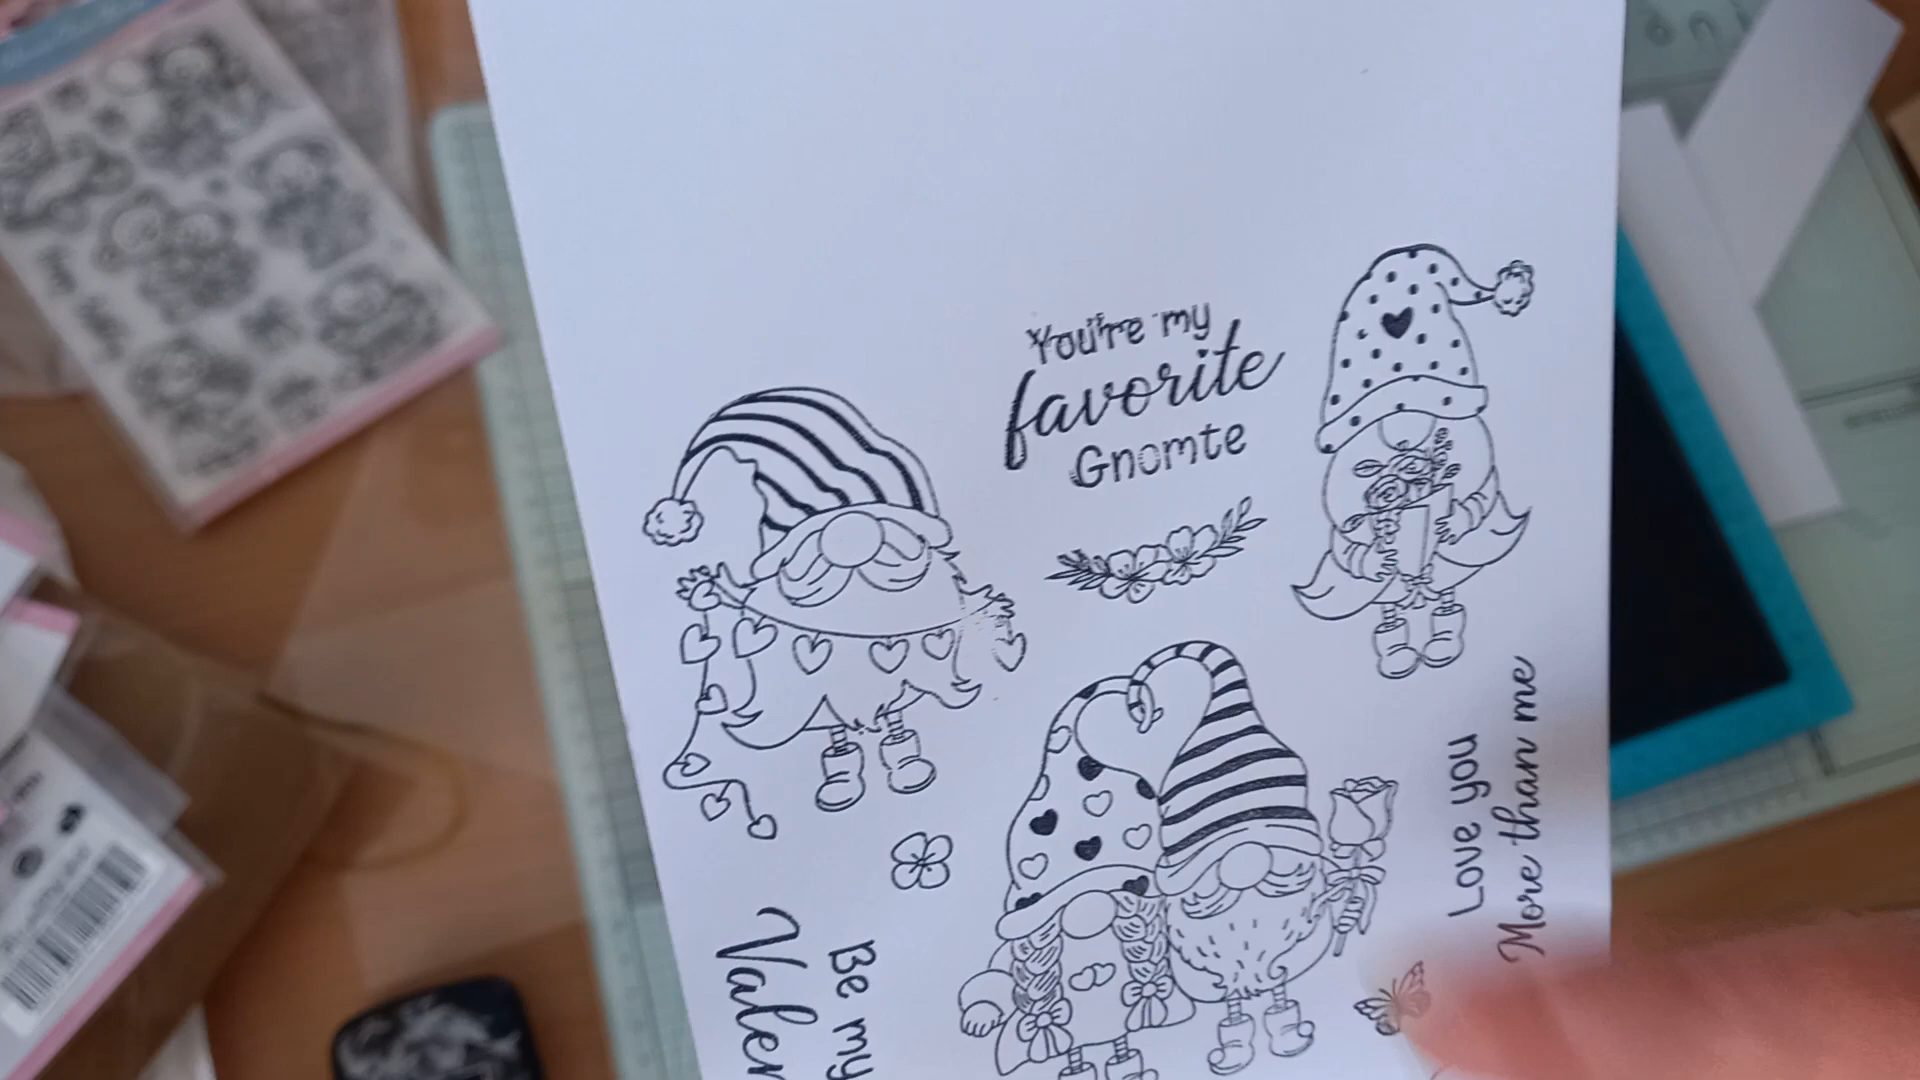 You're my
favorite
Gnomte
Love you
More than me
Be my
Valen